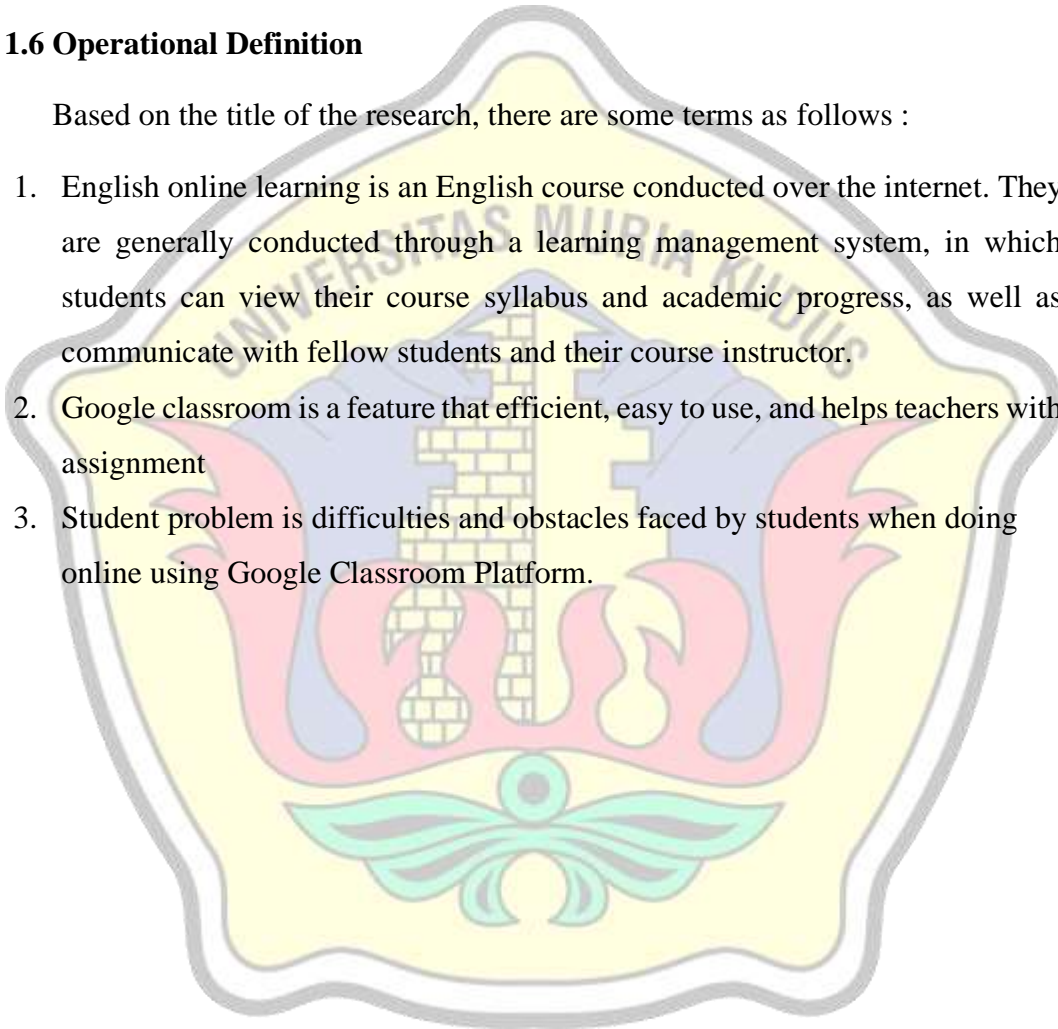 1.6 Operational Definition
Based on the title of the research, there are some terms as follows :
1. English online learning is an English course conducted over the internet. They
are generally conducted through a learning management system, in which
students can view their course syllabus and academic progress, as well as
communicate with fellow students and their course instructor.
2. Google classroom is a feature that efficient, easy to use, and helps teachers with
assignment
3. Student problem is difficulties and obstacles faced by students when doing
online using Google Classroom Platform.
UNIVERSITAS MURIA KUDUS